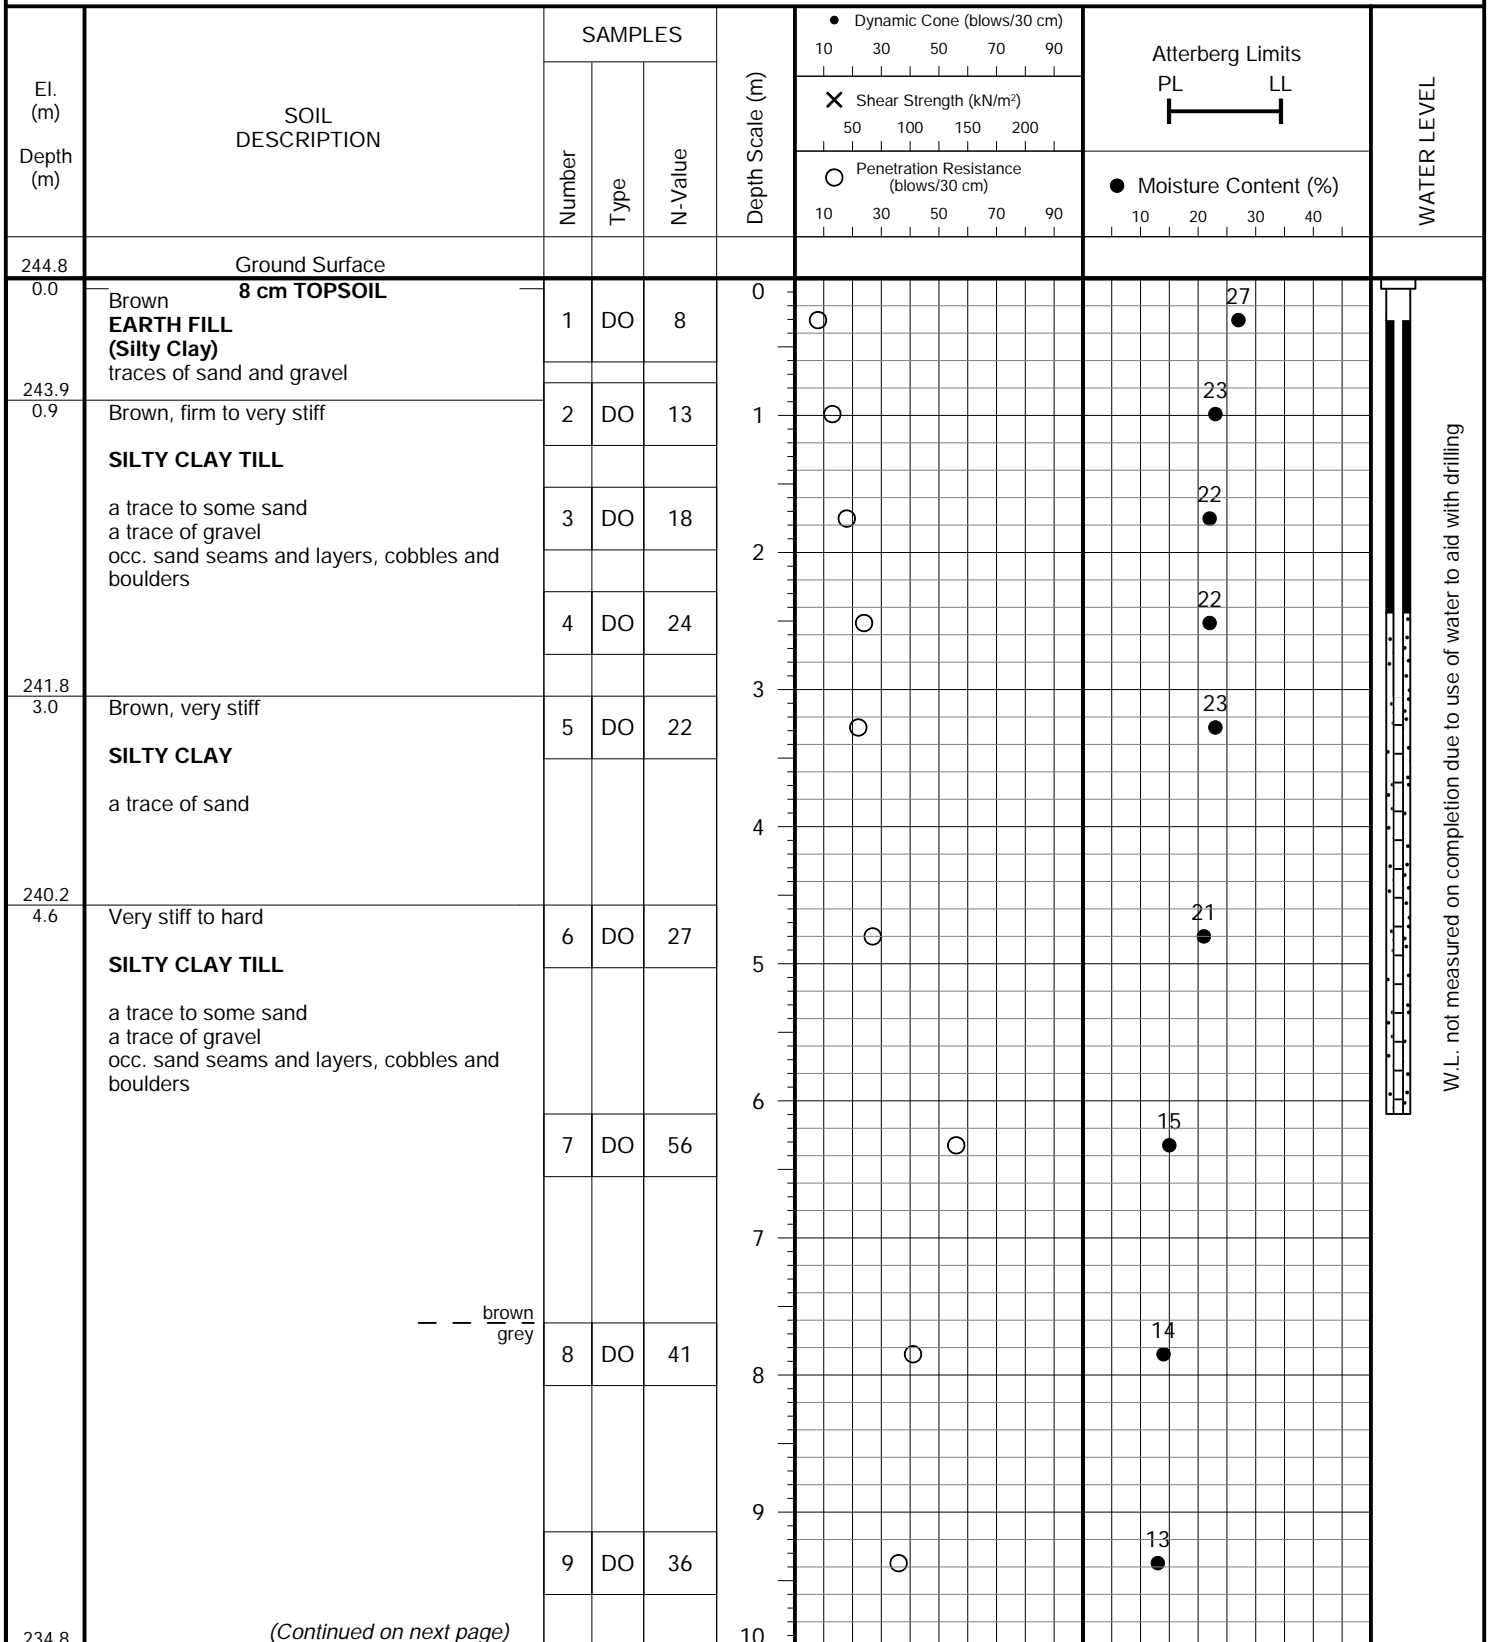 El.
(m)
Depth
(m)
SOIL
DESCRIPTION
SAMPLES
Number
Type
N-Value
Depth Scale (m)
Dynamic Cone (blows/30 cm)
10 30 50 70 90
Shear Strength (kN/m²)
50 100 150 200
Penetration Resistance
(blows/30 cm)
10 30 50 70 90
Atterberg Limits
PL LL
Moisture Content (%)
10 20 30 40
WATER LEVEL
244.8 Ground Surface
0.0 8 cm TOPSOIL 0
Brown
EARTH FILL
(Silty Clay)
traces of sand and gravel
1 DO 8 27
243.9
0.9 Brown, firm to very stiff
SILTY CLAY TILL
a trace to some sand
a trace of gravel
occ. sand seams and layers, cobbles and
boulders
2 DO 13 1 23
3 DO 18 22
2
4 DO 24 22
241.8
3.0 Brown, very stiff 3
SILTY CLAY
a trace of sand
5 DO 22 23
4
240.2
4.6 Very stiff to hard
SILTY CLAY TILL
a trace to some sand
a trace of gravel
occ. sand seams and layers, cobbles and
boulders
6 DO 27 21
5
6
7 DO 56 15
7
brown
grey
8 DO 41 14
8
9
9 DO 36 13
234.8 (Continued on next page) 10
W.L. not measured on completion due to use of water to aid with drilling